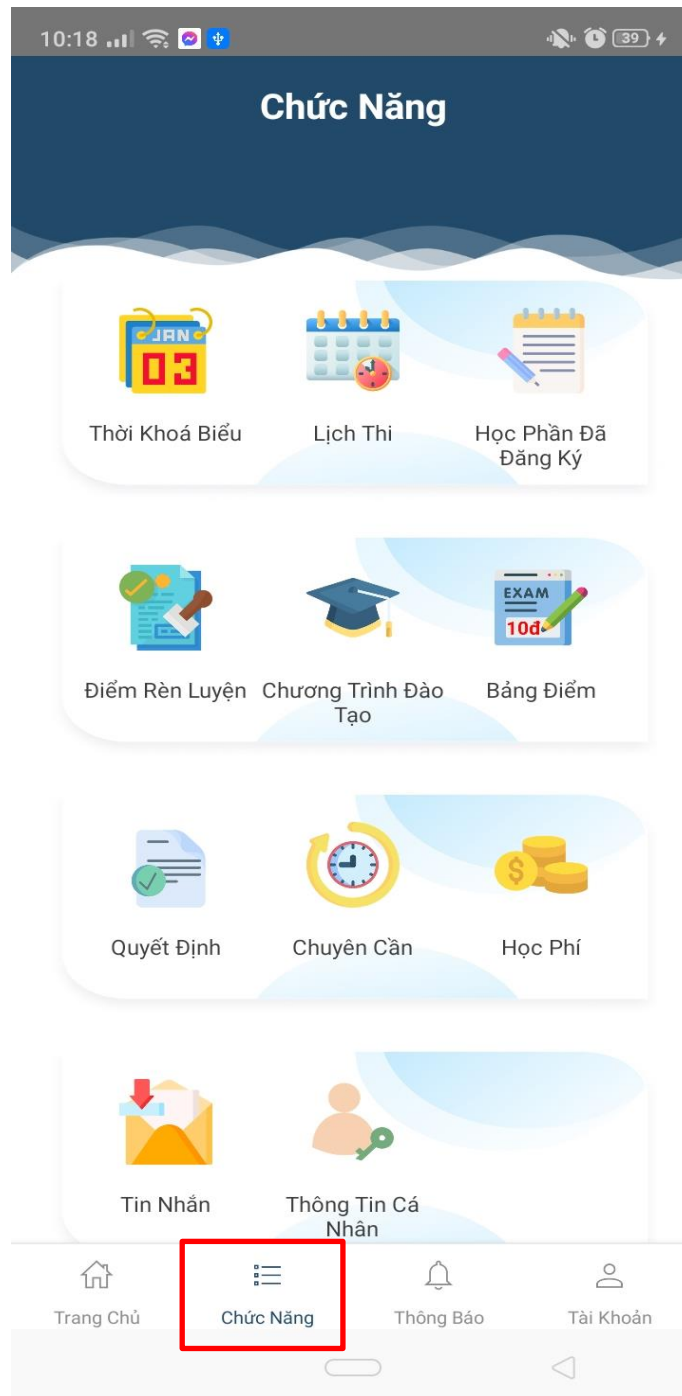 10:18
39
Chức Năng
JAN
03
Thời Khoá Biểu
Lịch Thi
Học Phần Đã
Đăng Ký
EXAM
10đ
Điểm Rèn Luyện
Chương Trình Đào
Tạo
Bảng Điểm
$
Quyết Định
Chuyên Cần
Học Phí
Tin Nhắn
Thông Tin Cá
Nhân
Trang Chủ
Chức Năng
Thông Báo
Tài Khoản